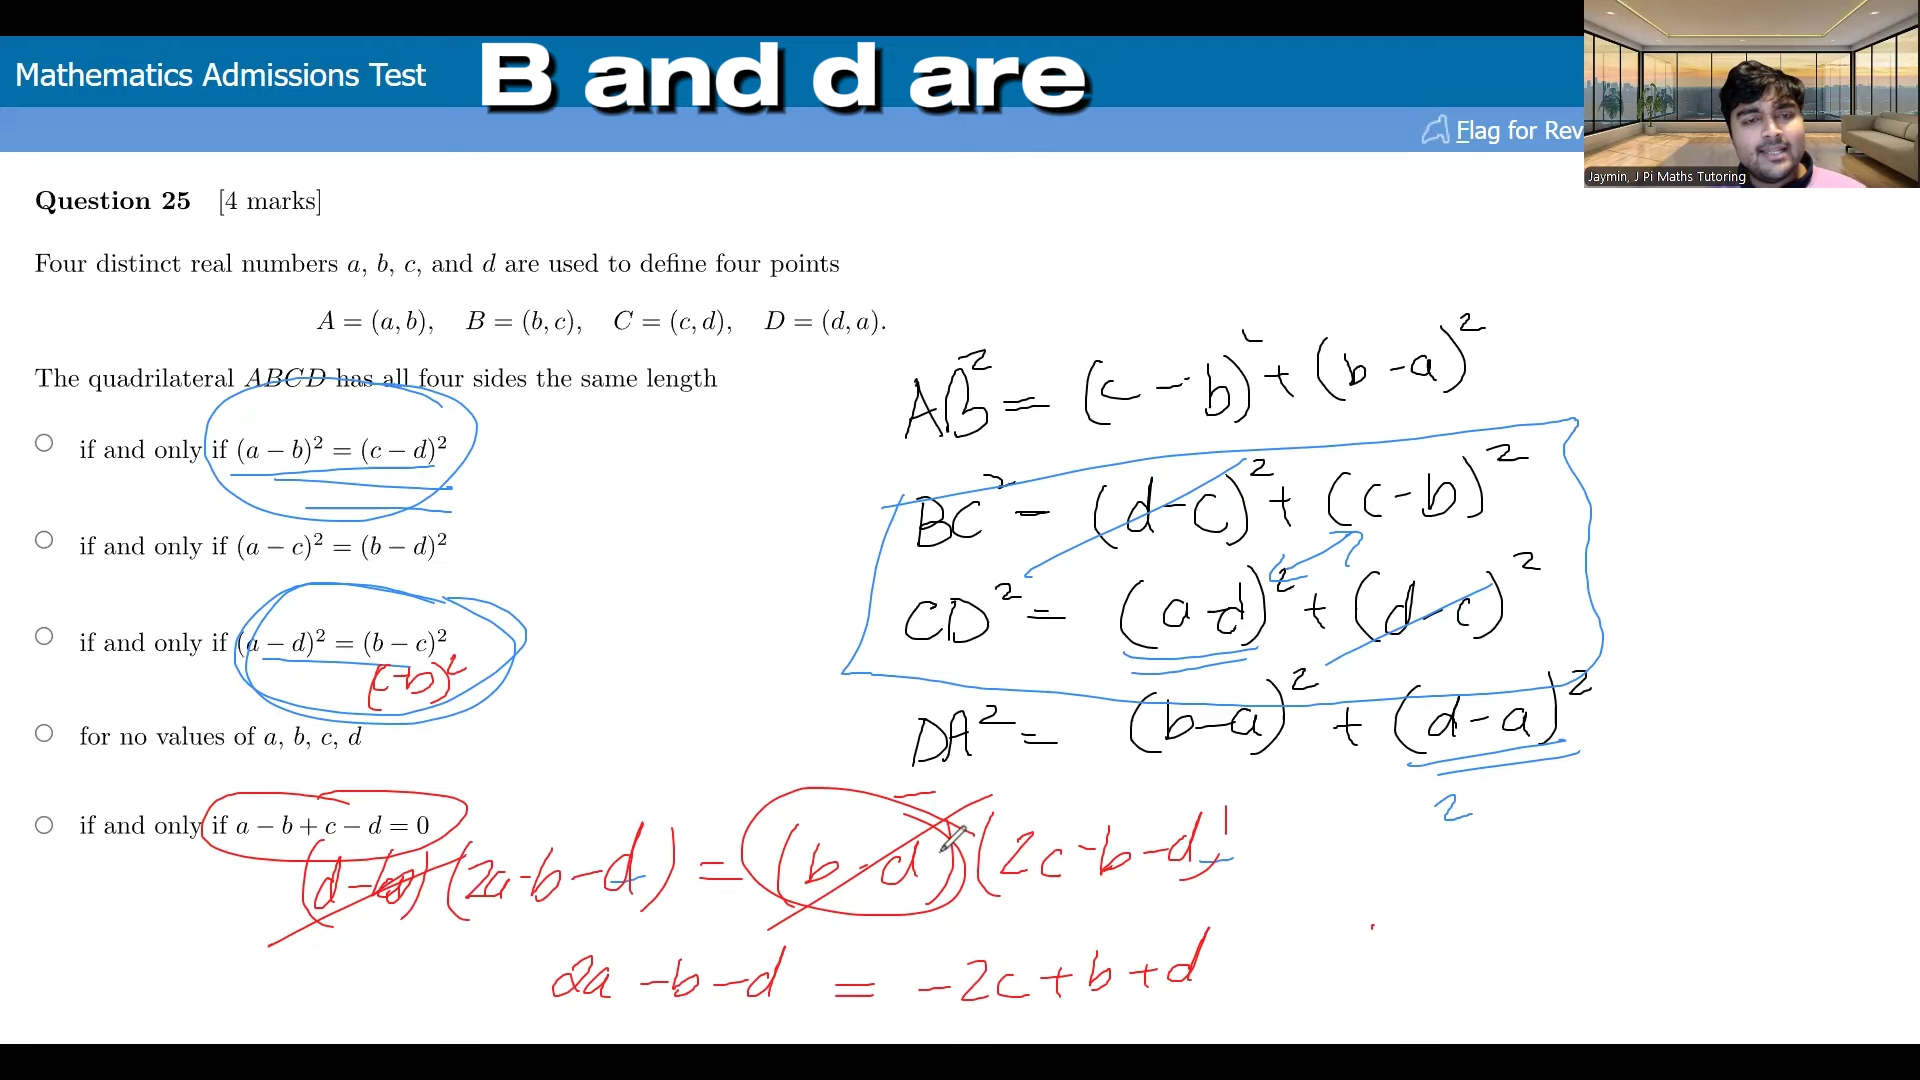 Mathematics Admissions Test
B and d are
Flag for Rev
Jaymin, J Pi Maths Tutoring
Question 25 [4 marks]
Four distinct real numbers a, b, c, and d are used to define four points
A = (a, b), B = (b, c), C = (c, d), D = (d, a).
The quadrilateral ABCD has all four sides the same length
if and only if (a − b)² = (c − d)²
if and only if (a − c)² = (b − d)²
if and only if (a − d)² = (b − c)²
(c-b)²
for no values of a, b, c, d
if and only if a − b + c − d = 0
AB² = (c - b)² + (b - a)²
BC² = (d - c)² + (c - b)²
CD² = (a - d)² + (d - c)²
DA² = (b - a)² + (d - a)²
2
(d - b) (2a - b - d) = (b - d) (2c - b - d)
2a - b - d = - 2c + b + d